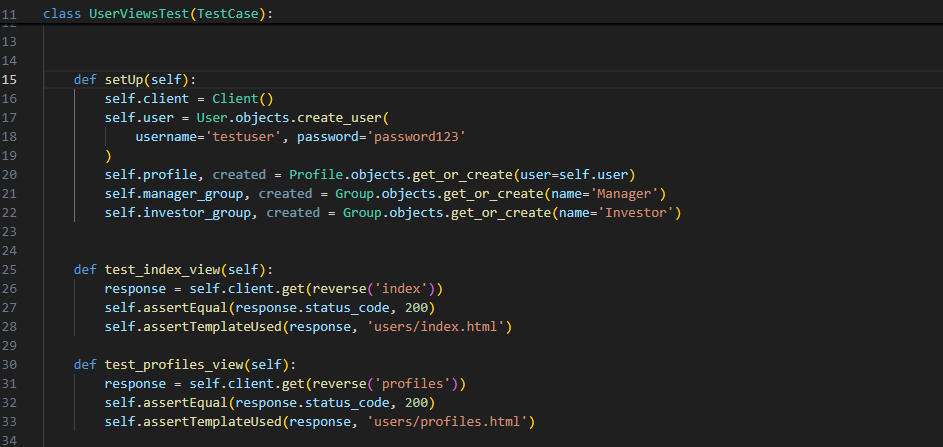 11 class UserViewsTest(TestCase):
12
13
14
15     def setUp(self):
16         self.client = Client()
17         self.user = User.objects.create_user(
18             username='testuser', password='password123'
19         )
20         self.profile, created = Profile.objects.get_or_create(user=self.user)
21         self.manager_group, created = Group.objects.get_or_create(name='Manager')
22         self.investor_group, created = Group.objects.get_or_create(name='Investor')
23
24
25     def test_index_view(self):
26         response = self.client.get(reverse('index'))
27         self.assertEqual(response.status_code, 200)
28         self.assertTemplateUsed(response, 'users/index.html')
29
30     def test_profiles_view(self):
31         response = self.client.get(reverse('profiles'))
32         self.assertEqual(response.status_code, 200)
33         self.assertTemplateUsed(response, 'users/profiles.html')
34